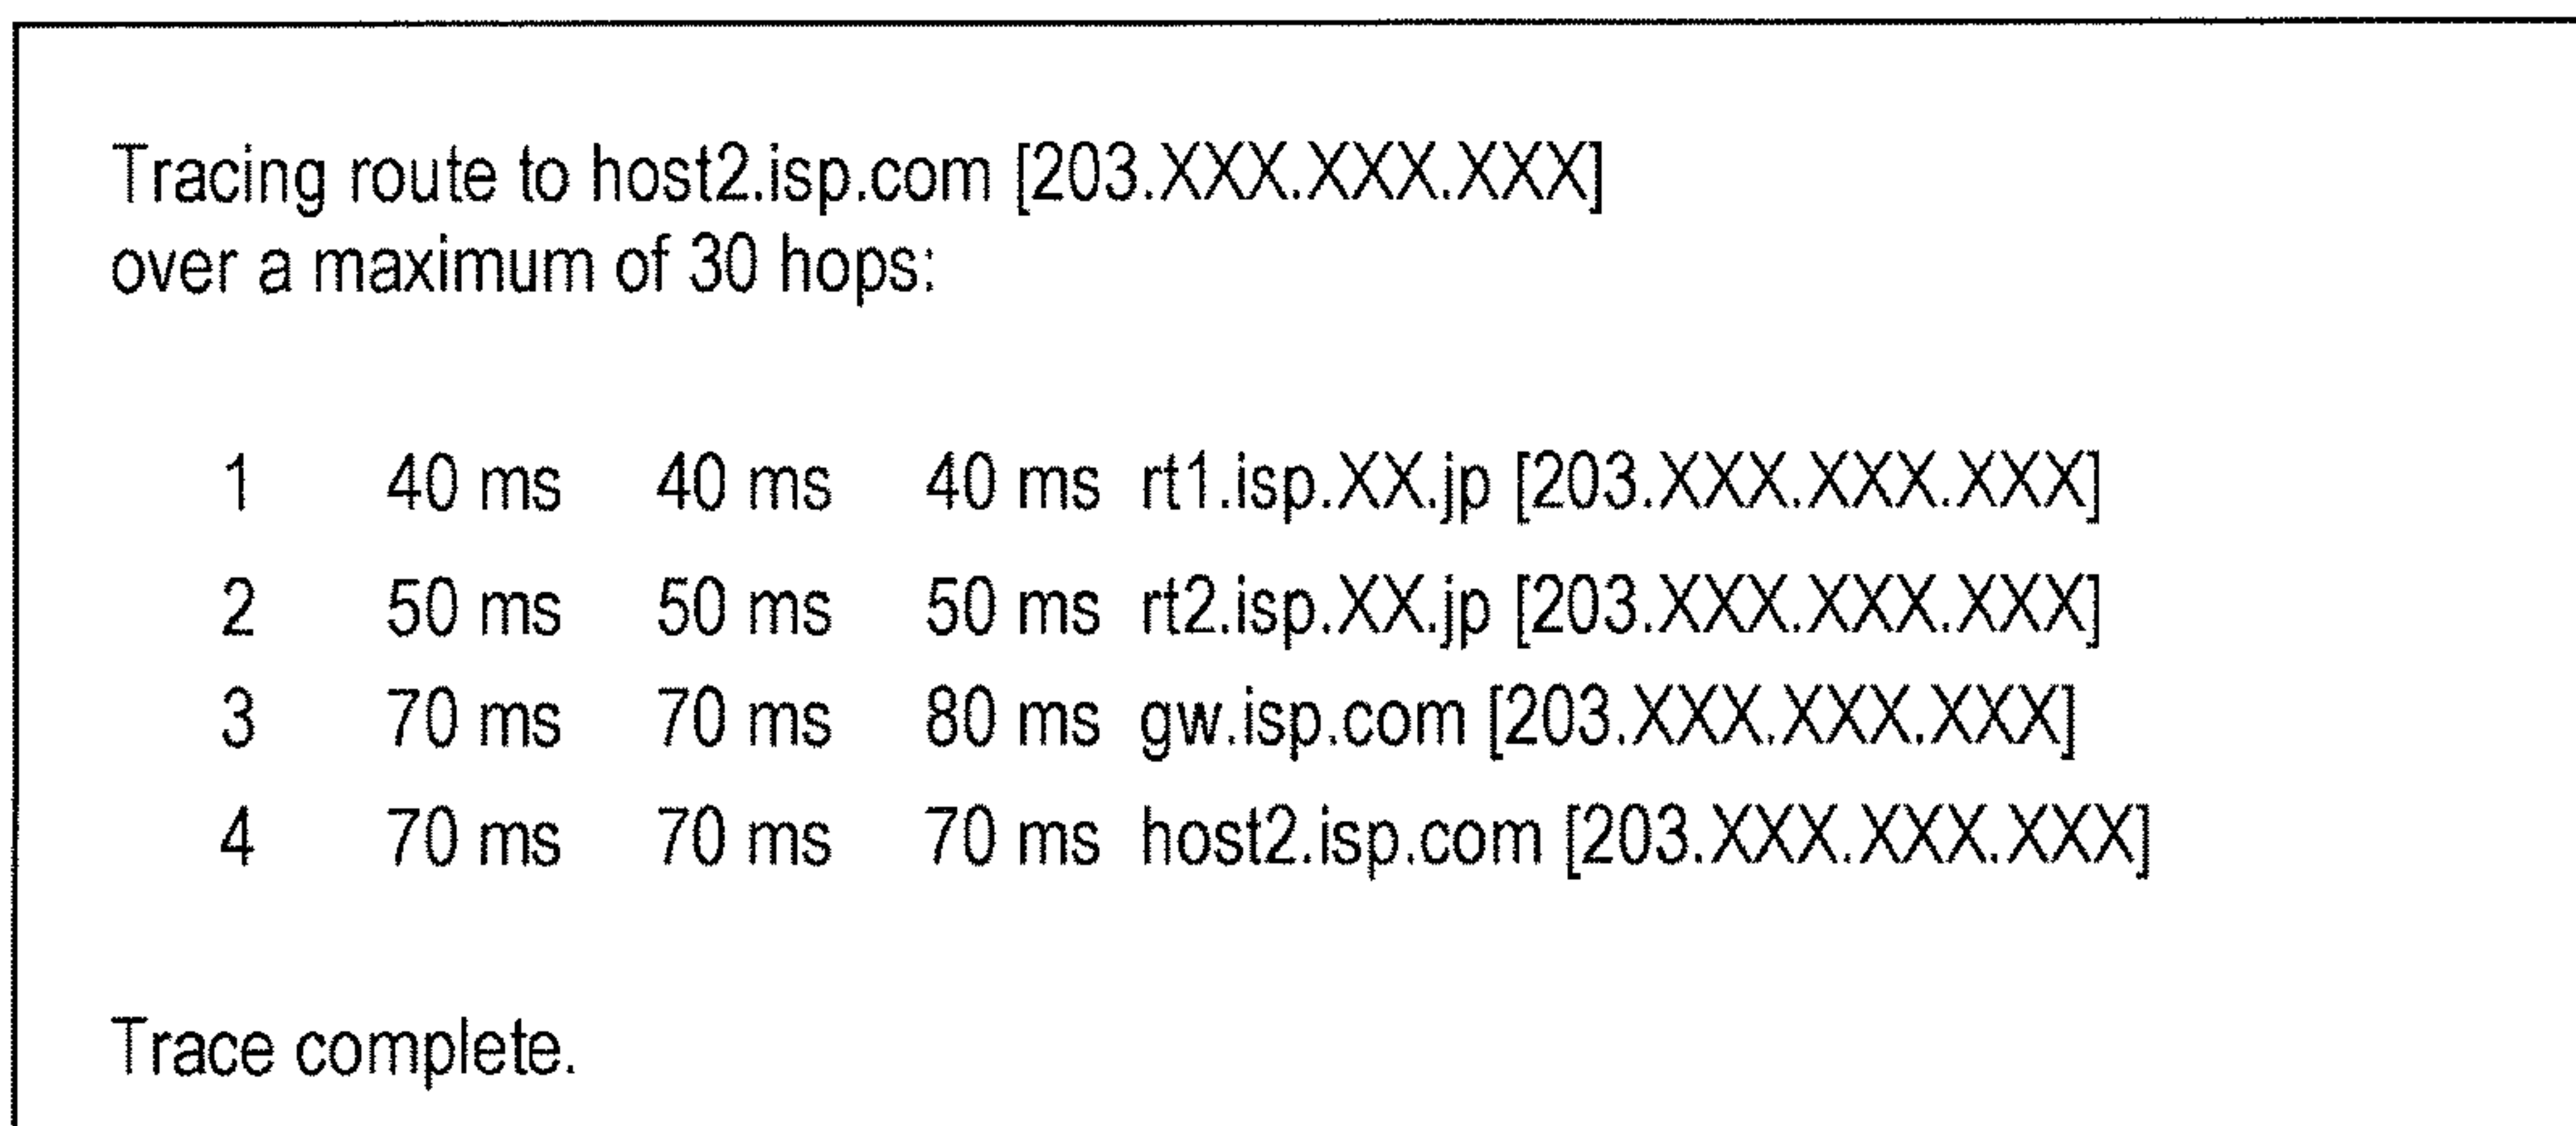 Tracing route to host2.isp.com [203.XXX.XXX.XXX]
over a maximum of 30 hops:
1 40 ms 40 ms 40 ms rt1.isp.XX.jp [203.XXX.XXX.XXX]
2 50 ms 50 ms 50 ms rt2.isp.XX.jp [203.XXX.XXX.XXX]
3 70 ms 70 ms 80 ms gw.isp.com [203.XXX.XXX.XXX]
4 70 ms 70 ms 70 ms host2.isp.com [203.XXX.XXX.XXX]
Trace complete.